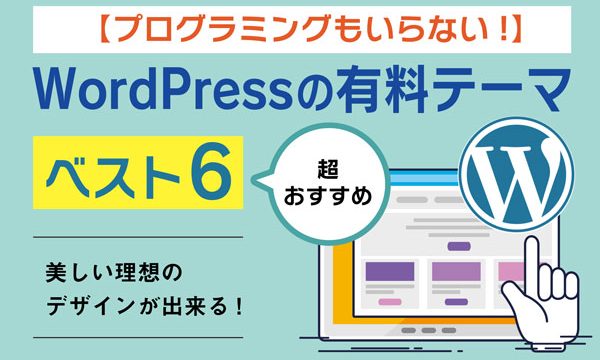 【プログラミングもいらない！】
WordPressの有料テーマ
ベスト6
超
おすすめ
美しい理想の
デザインが出来る！